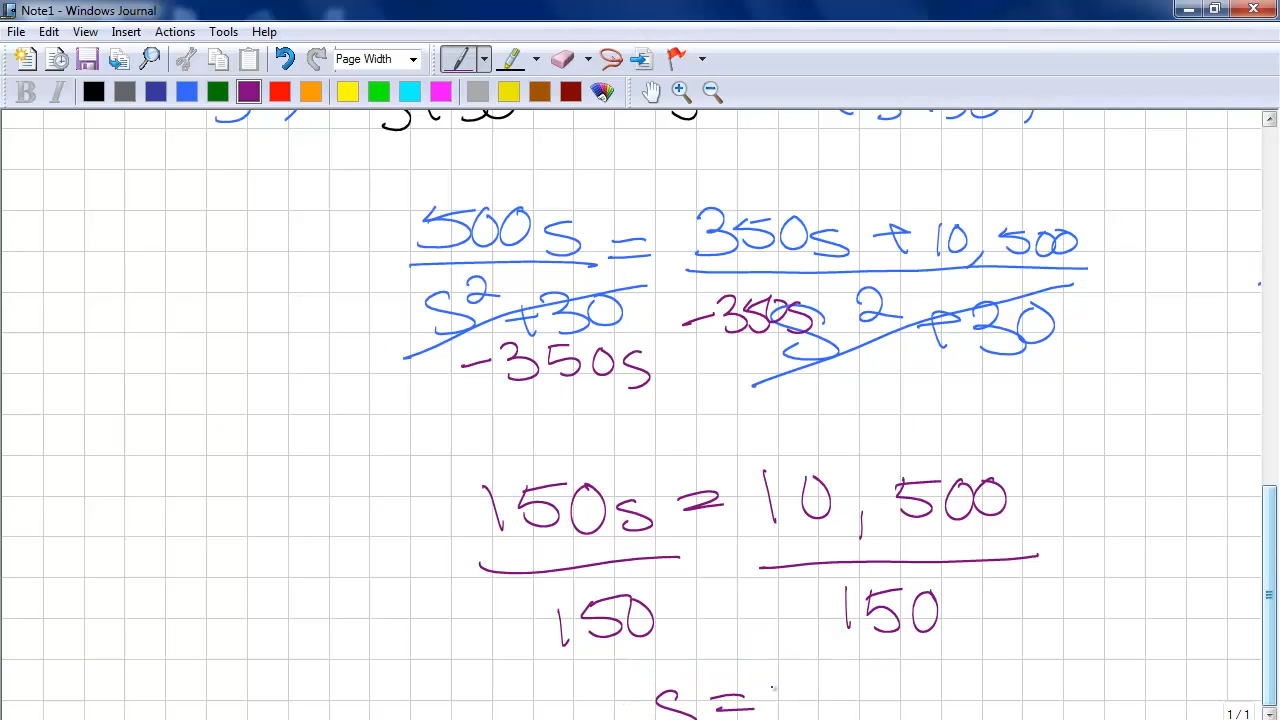 Note1 - Windows Journal
File Edit View Insert Actions Tools Help
Page Width
B I
500s = 350s + 10,500
s² + 30 s² + 30
-350s
-350s
150s = 10,500
150 150
s =
1/1